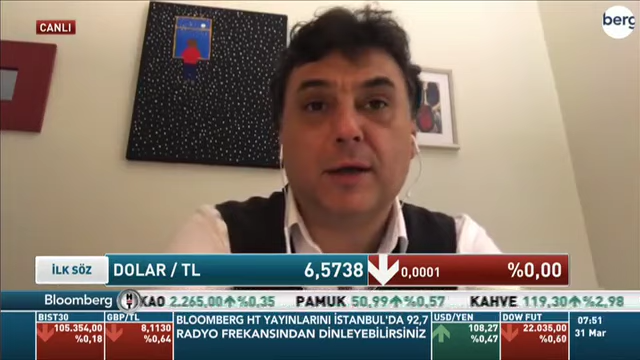 CANLI
berg
İLK SÖZ
DOLAR / TL 6,5738 0,0001 %0,00
Bloomberg HT KAO 2.265,00 %0,35 PAMUK 50,99 %0,57 KAHVE 119,30 %2,98
BIST30 GBP/TL USD/YEN DOW FUT
105.354,00 8,1130 108,27 22.035,00
%0,18 %0,64 %0,47 %0,60
BLOOMBERG HT YAYINLARINI İSTANBUL'DA 92,7
RADYO FREKANSINDAN DİNLEYEBİLİRSİNİZ
07:51
31 Mar